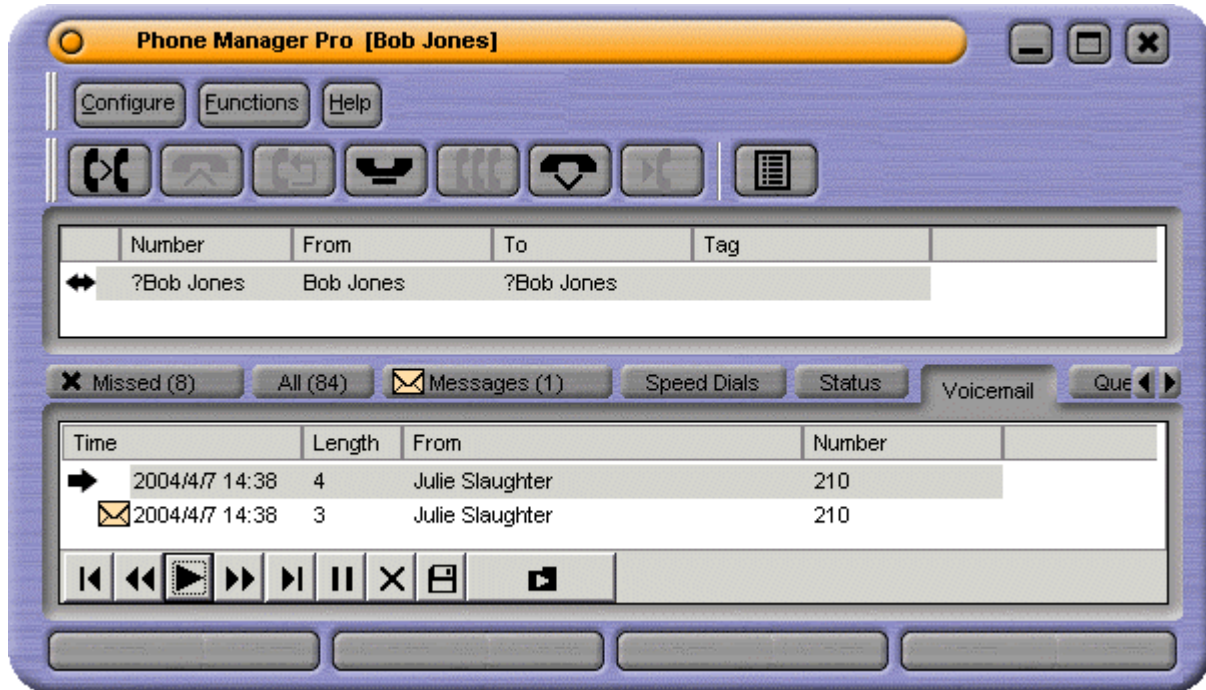 Phone Manager Pro [Bob Jones]
Configure Functions Help
Number From To Tag
?Bob Jones Bob Jones ?Bob Jones
Missed (8) All (84) Messages (1) Speed Dials Status Voicemail Que
Time Length From Number
2004/4/7 14:38 4 Julie Slaughter 210
2004/4/7 14:38 3 Julie Slaughter 210